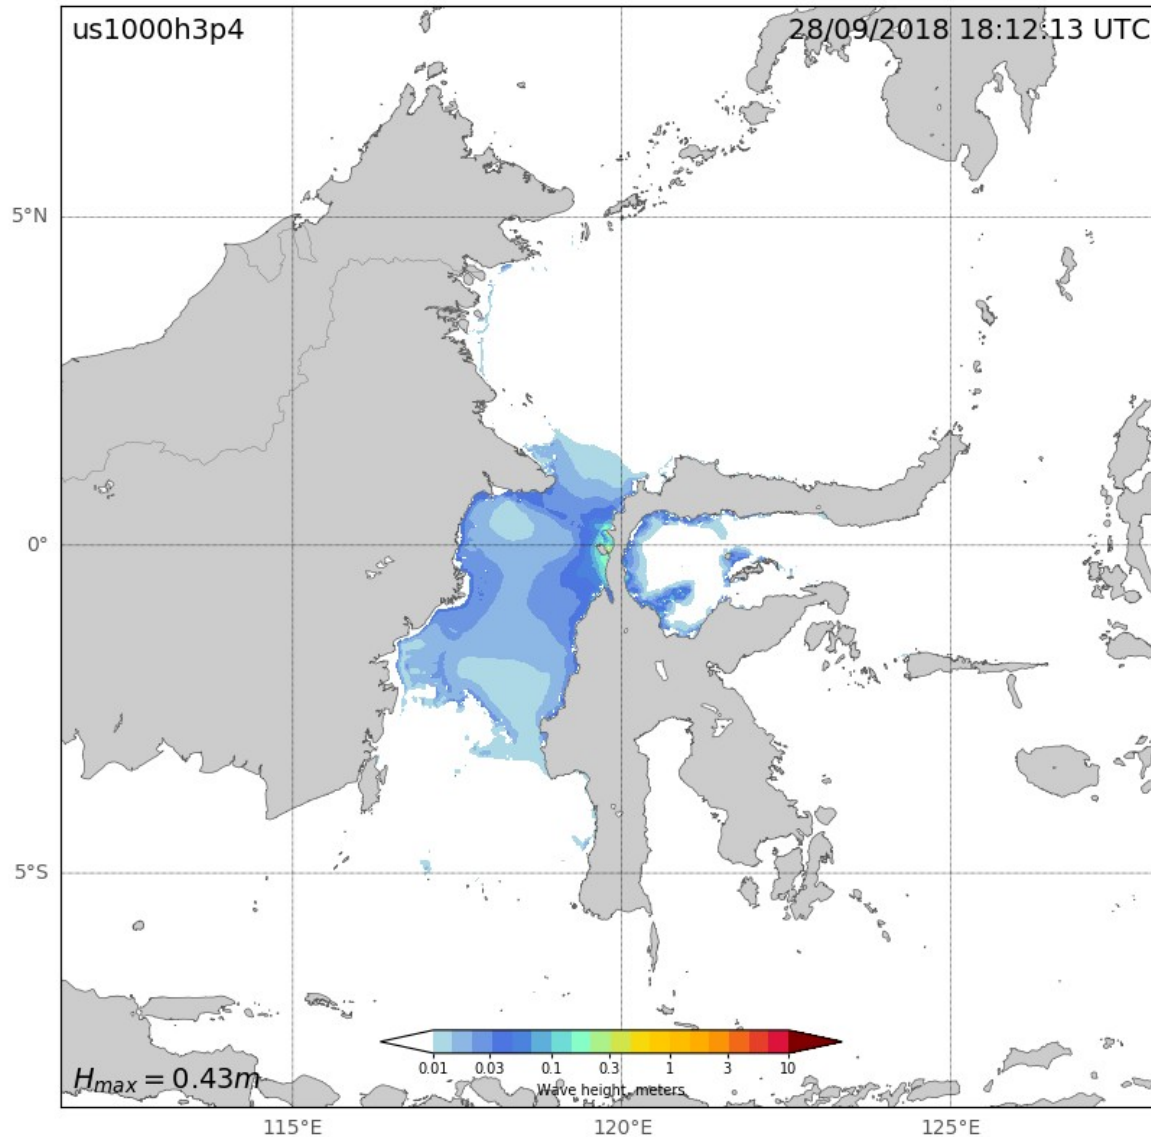 us1000h3p4
28/09/2018 18:12:13 UTC
5°N
0°
5°S
0.01 0.03 0.1 0.3 1 3 10
Wave height, meters
Hmax = 0.43m
115°E 120°E 125°E